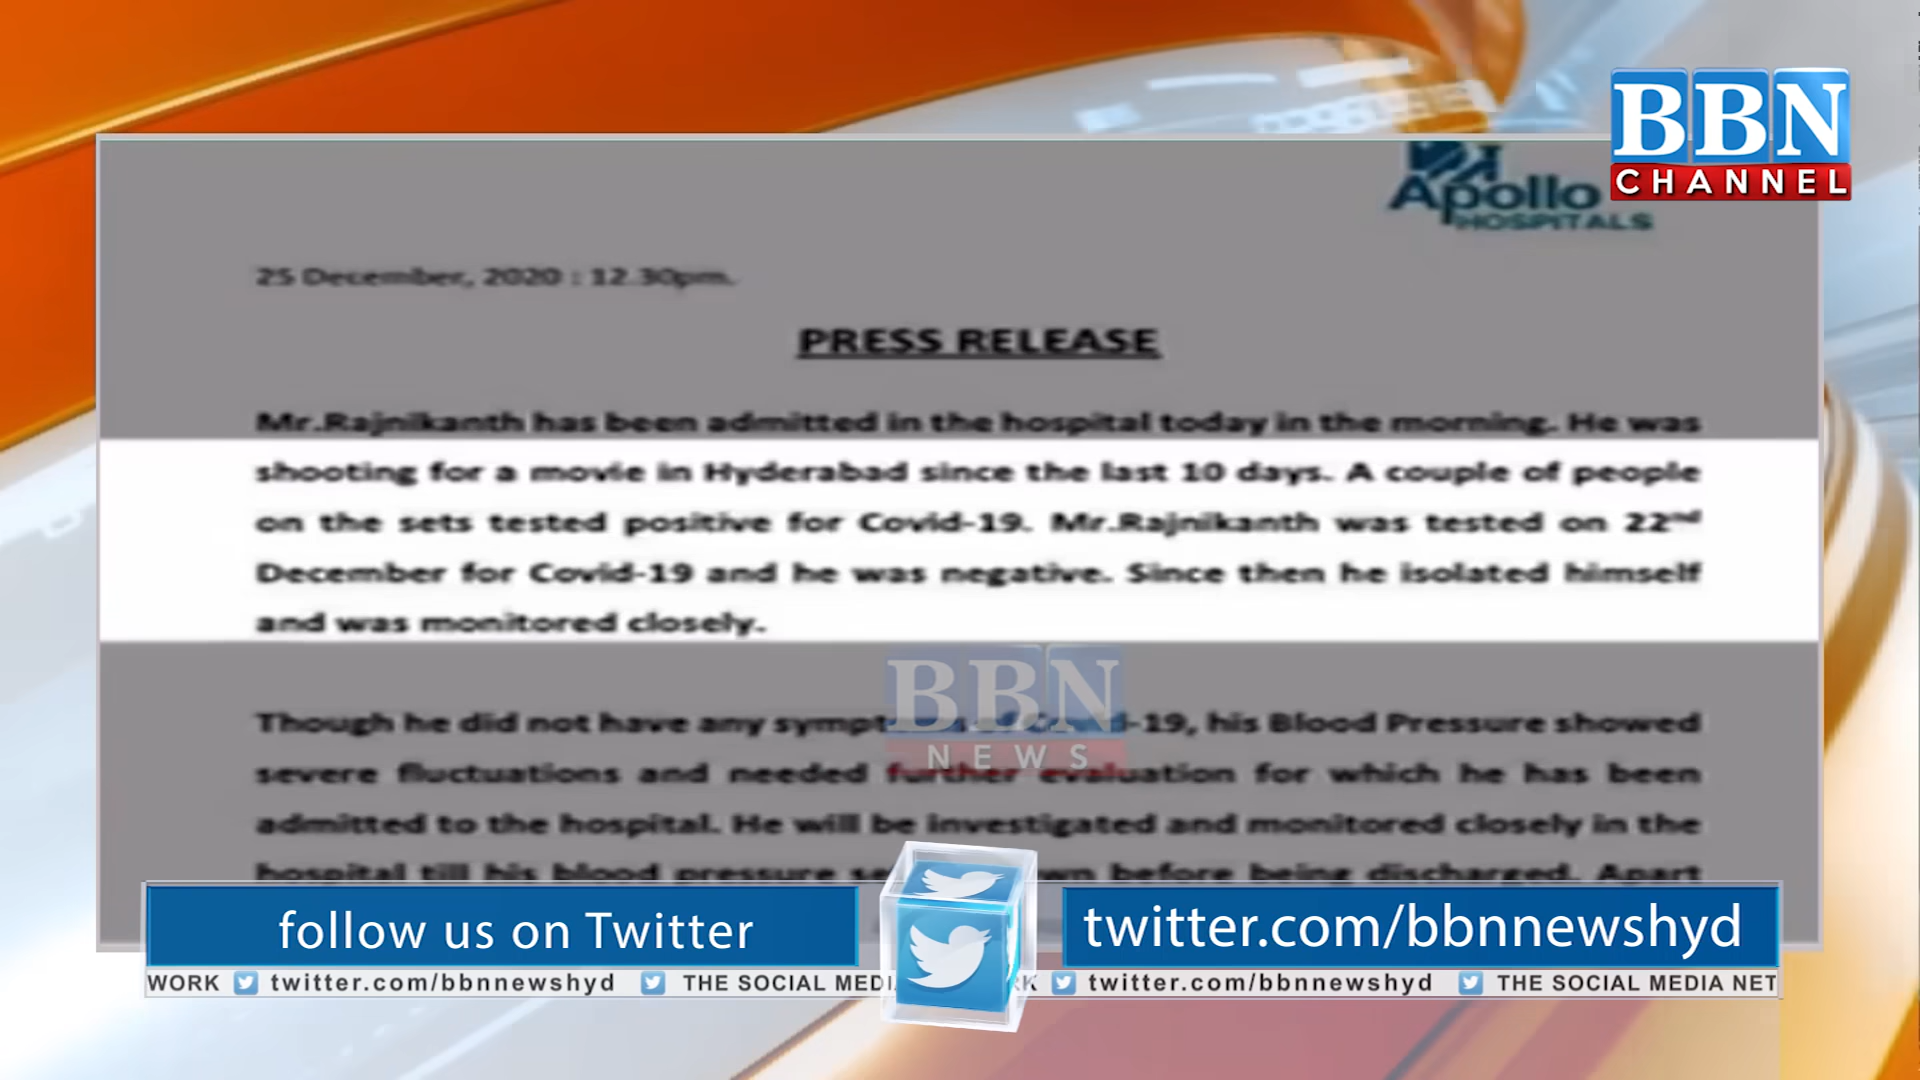 BBN
CHANNEL
Apollo
HOSPITALS
25 December, 2020 : 12.30pm.
PRESS RELEASE
Mr.Rajnikanth has been admitted in the hospital today in the morning. He was
shooting for a movie in Hyderabad since the last 10 days. A couple of people
on the sets tested positive for Covid-19. Mr.Rajnikanth was tested on 22nd
December for Covid-19 and he was negative. Since then he isolated himself
and was monitored closely.
BBN
NEWS
Though he did not have any symptoms of Covid-19, his Blood Pressure showed
severe fluctuations and needed further evaluation for which he has been
admitted to the hospital. He will be investigated and monitored closely in the
hospital till his blood pressure before being discharged. Apart
follow us on Twitter
twitter.com/bbnnewshyd
WORK twitter.com/bbnnewshyd THE SOCIAL MEDI RK twitter.com/bbnnewshyd THE SOCIAL MEDIA NET